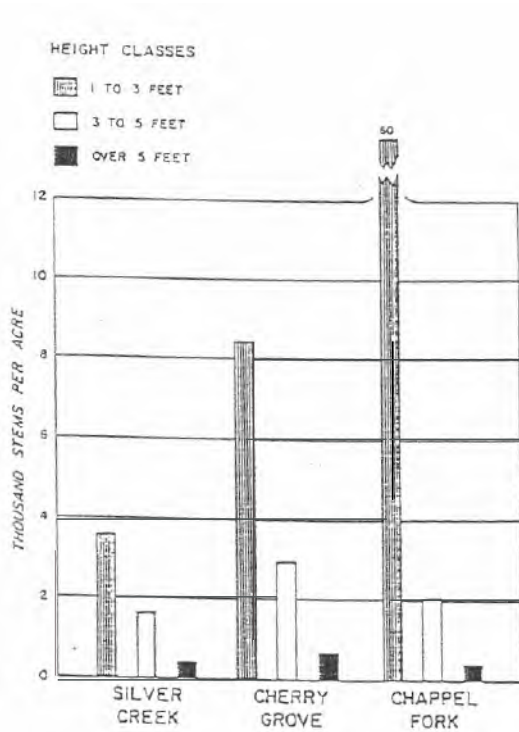 HEIGHT CLASSES
1 TO 3 FEET
3 TO 5 FEET
OVER 5 FEET
60
12
10
8
6
4
2
0
THOUSAND STEMS PER ACRE
SILVER CREEK
CHERRY GROVE
CHAPPEL FORK